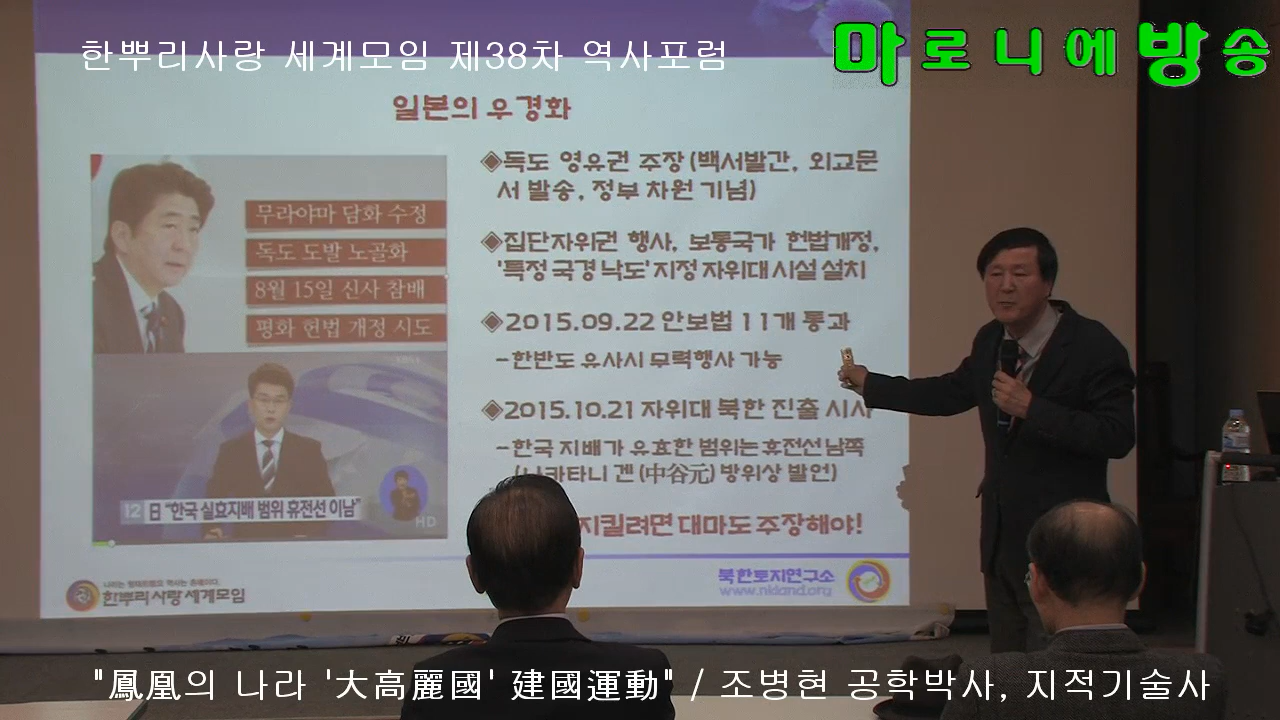 한뿌리사랑 세계모임 제38차 역사포럼
마로니에방송
일본의 우경화
무라야마 담화 수정
독도 도발 노골화
8월 15일 신사 참배
평화 헌법 개정 시도
12 日 "한국 실효지배 범위 휴전선 이남"
HD
◈독도 영유권 주장(백서발간, 외교문
서 발송, 정부 차원 기념)
◈집단자위권 행사, 보통국가 헌법개정,
'특정 국경 낙도' 지정 자위대 시설 설치
◈2015.09.22 안보법 11개 통과
-한반도 유사시 무력행사 가능
◈2015.10.21 자위대 북한 진출 시사
-한국 지배가 유효한 범위는 휴전선 남쪽
(나카타니 겐(中谷元) 방위상 발언)
지킬려면 대마도 주장해야!
한뿌리사랑세계모임
북한토지연구소
www.nkland.org
"鳳凰의 나라 '大高麗國' 建國運動" / 조병현 공학박사, 지적기술사